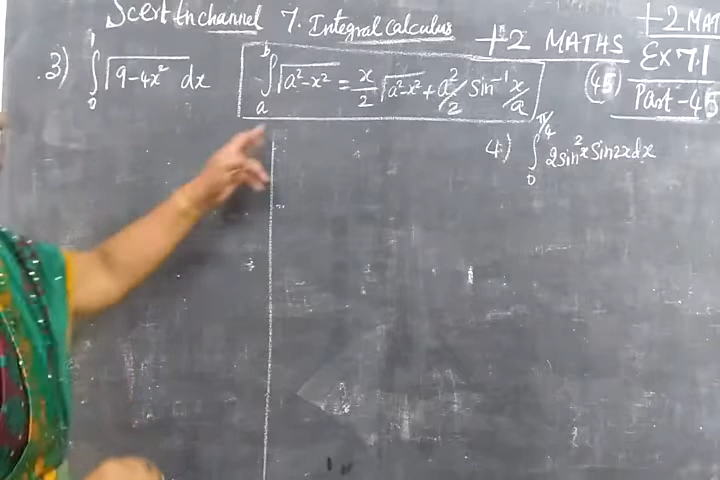 Scert tn channel 7. Integral calculus
+2 MATHS
+2 MAT
Ex 7.1
(45)
Part-45
3) ∫₀¹ √(9-4x²) dx
∫ₐᵇ √(a²-x²) = x/2 √(a²-x²) + a²/2 sin⁻¹ x/a
4) ∫₀^(π/4) 2sin²x sin2x dx